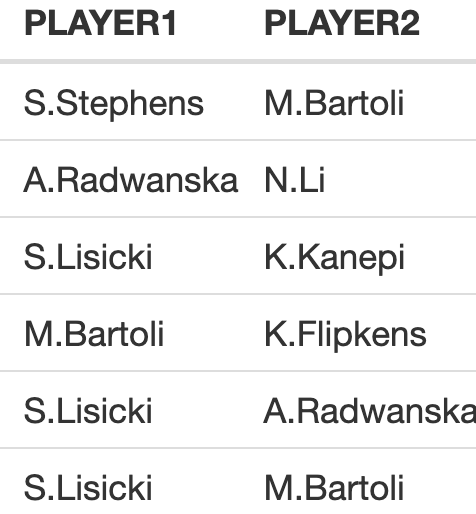 PLAYER1 PLAYER2
S.Stephens M.Bartoli
A.Radwanska N.Li
S.Lisicki K.Kanepi
M.Bartoli K.Flipkens
S.Lisicki A.Radwanska
S.Lisicki M.Bartoli